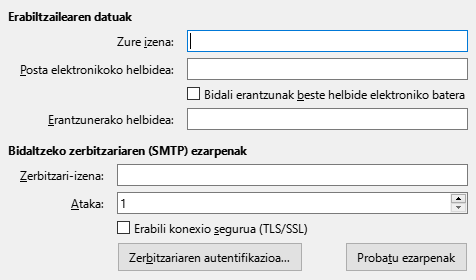 Erabiltzailearen datuak
Zure izena:
Posta elektronikoko helbidea:
Bidali erantzunak beste helbide elektroniko batera
Erantzunerako helbidea:
Bidaltzeko zerbitzariaren (SMTP) ezarpenak
Zerbitzari-izena:
Ataka: 1
Erabili konexio segurua (TLS/SSL)
Zerbitzariaren autentifikazioa... Probatu ezarpenak